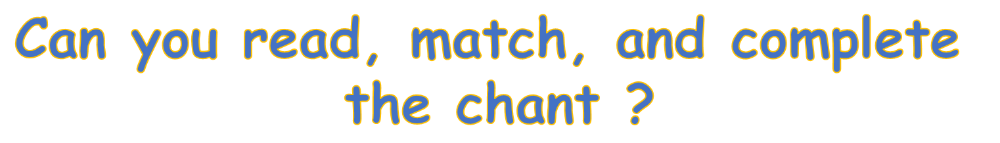 Can you read, match, and complete
the chant ?